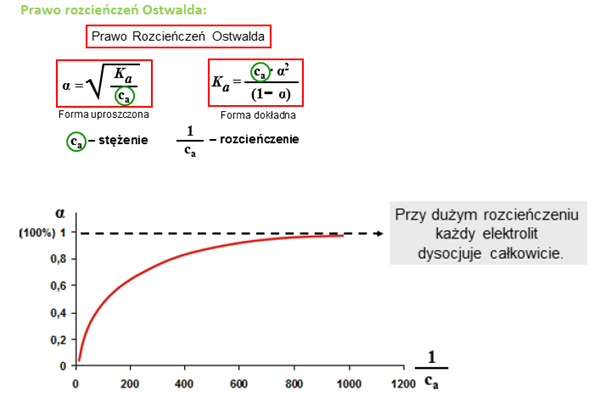 Prawo rozcieńczeń Ostwalda:
Prawo Rozcieńczeń Ostwalda
α = √(Kₐ / cₐ)
Kₐ = cₐ · α² / (1− α)
Forma uproszczona
Forma dokładna
cₐ – stężenie
1 / cₐ – rozcieńczenie
α
(100%) 1
0,8
0,6
0,4
0,2
0
0 200 400 600 800 1000 1200
1 / cₐ
Przy dużym rozcieńczeniu
każdy elektrolit
dysocjuje całkowicie.